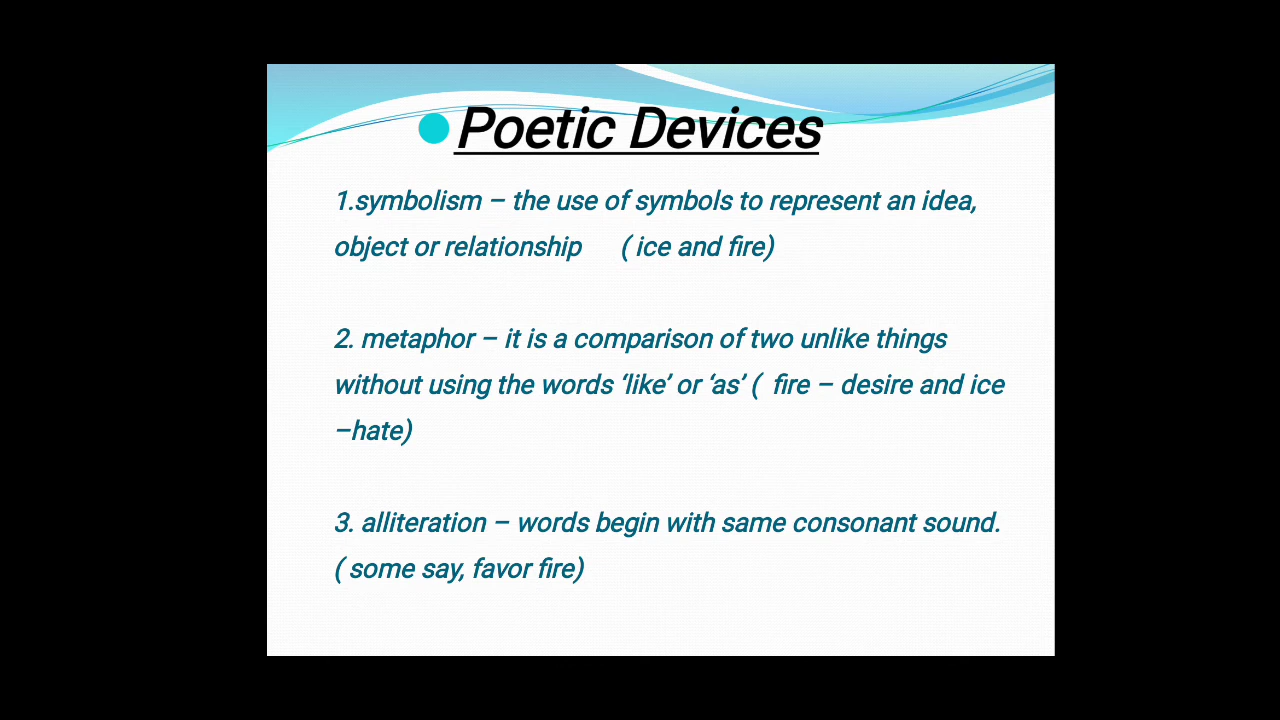 Poetic Devices
1.symbolism – the use of symbols to represent an idea,
object or relationship ( ice and fire)
2. metaphor – it is a comparison of two unlike things
without using the words ‘like’ or ‘as’ ( fire – desire and ice
–hate)
3. alliteration – words begin with same consonant sound.
( some say, favor fire)